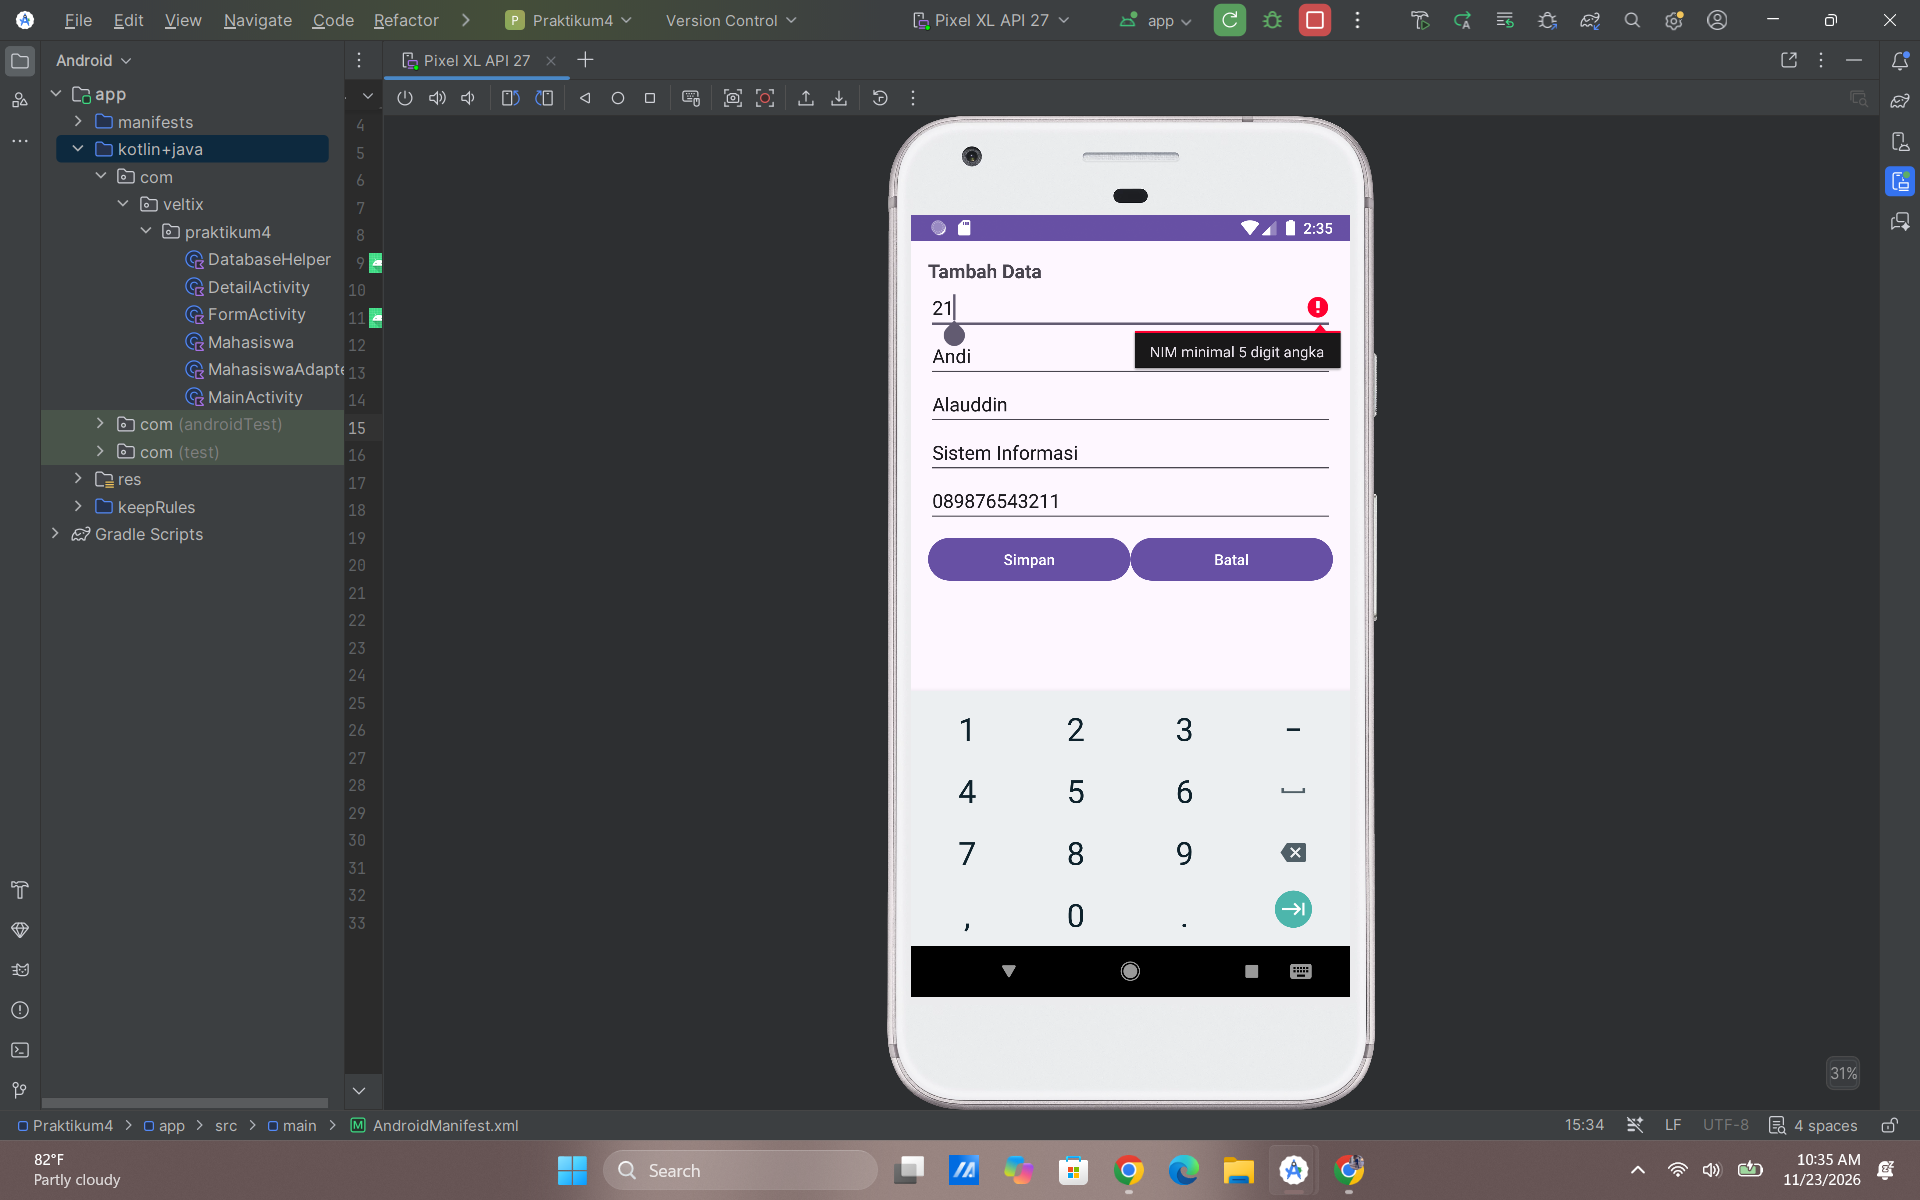 File Edit View Navigate Code Refactor P Praktikum4 Version Control Pixel XL API 27 app
Android
Pixel XL API 27
app
manifests
kotlin+java
com
veltix
praktikum4
DatabaseHelper
DetailActivity
FormActivity
Mahasiswa
MahasiswaAdapte
MainActivity
com (androidTest)
com (test)
res
keepRules
Gradle Scripts
4
5
6
7
8
9
10
11
12
13
14
15
16
17
18
19
20
21
22
23
24
25
26
27
28
29
30
31
32
33
2:35
Tambah Data
21
NIM minimal 5 digit angka
Andi
Alauddin
Sistem Informasi
089876543211
Simpan Batal
1 2 3 -
4 5 6
7 8 9
, 0 .
31%
Praktikum4 app src main M AndroidManifest.xml
15:34 LF UTF-8 4 spaces
82°F
Partly cloudy
Search
10:35 AM
11/23/2026